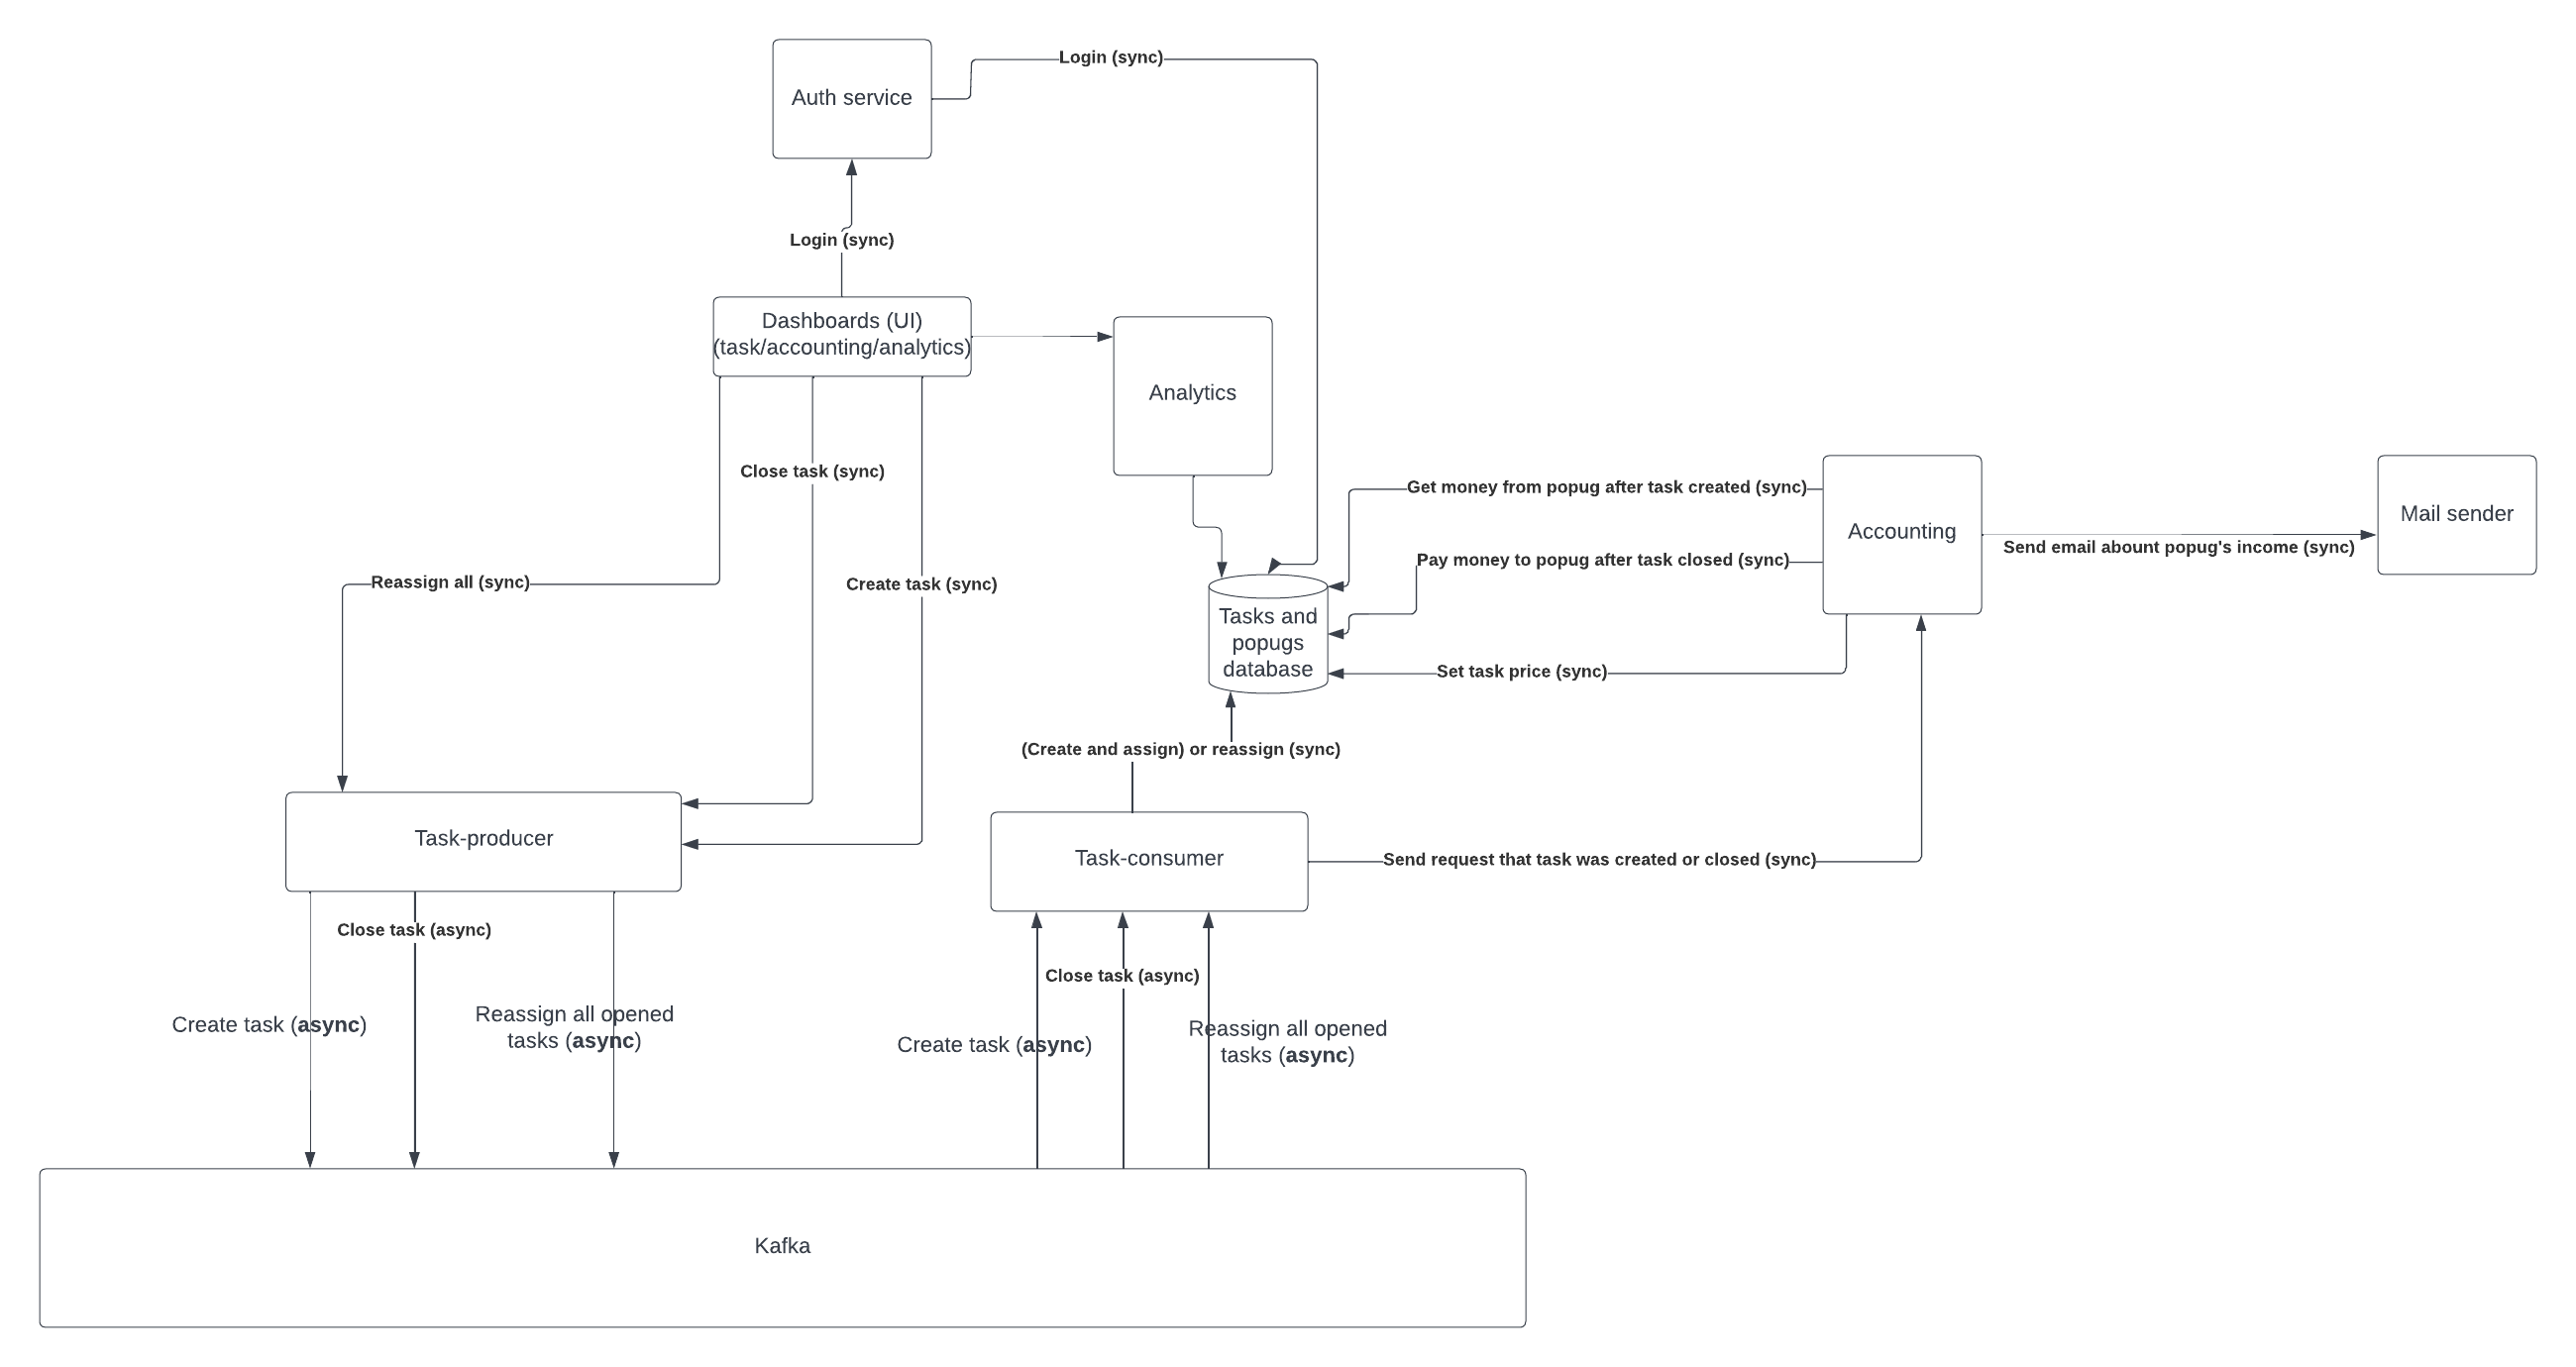 Login (sync)
Auth service
Login (sync)
Dashboards (UI)
(task/accounting/analytics)
Analytics
Close task (sync)
Get money from popug after task created (sync)
Accounting
Mail sender
Send email abount popug's income (sync)
Pay money to popug after task closed (sync)
Reassign all (sync)
Create task (sync)
Tasks and
popugs
database
Set task price (sync)
(Create and assign) or reassign (sync)
Task-producer
Task-consumer
Send request that task was created or closed (sync)
Close task (async)
Close task (async)
Create task (async)
Reassign all opened
tasks (async)
Create task (async)
Reassign all opened
tasks (async)
Kafka